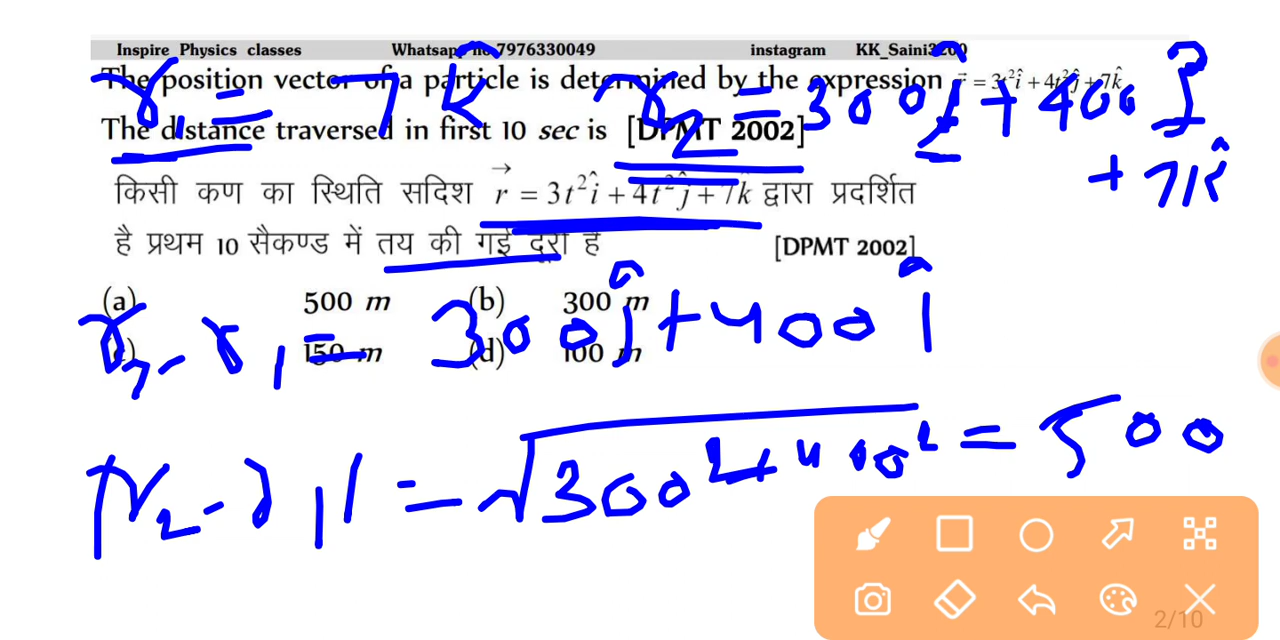 Inspire Physics classes Whatsapp no 7976330049 instagram KK_Saini3200
The position vector of a particle is determined by the expression r⃗ = 3t²î + 4t²ĵ + 7k̂
r₁ = 7k̂ r₂ = 300î + 400ĵ
The distance traversed in first 10 sec is [DPMT 2002]
+ 7k̂
किसी कण का स्थिति सदिश r⃗ = 3t²î + 4t²ĵ + 7k̂ द्वारा प्रदर्शित
है प्रथम 10 सैकण्ड में तय की गई दूरी है [DPMT 2002]
(a) 500 m (b) 300 m
r₂ - r₁ = 300î + 400ĵ
(c) 150 m (d) 100 m
|r₂ - r₁| = √300² + 400² = 500
2/10